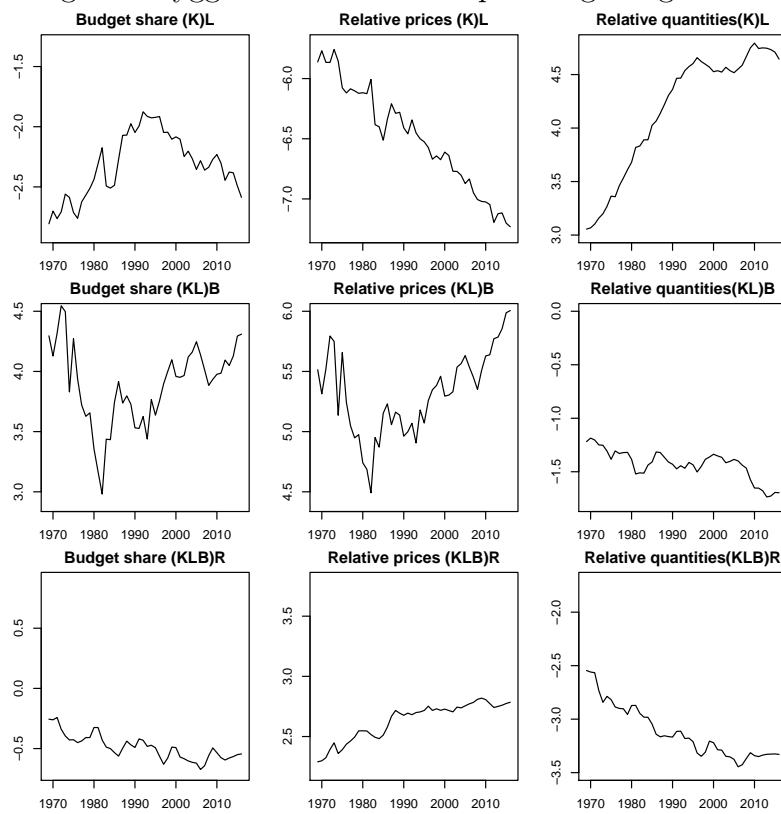 Budget share (K)L Relative prices (K)L Relative quantities(K)L
-1.5 -2.0 -2.5
-6.0 -6.5 -7.0
4.5 4.0 3.5 3.0
1970 1980 1990 2000 2010 1970 1980 1990 2000 2010 1970 1980 1990 2000 2010
Budget share (KL)B Relative prices (KL)B Relative quantities(KL)B
4.5 4.0 3.5 3.0
6.0 5.5 5.0 4.5
0.0 -0.5 -1.0 -1.5
1970 1980 1990 2000 2010 1970 1980 1990 2000 2010 1970 1980 1990 2000 2010
Budget share (KLB)R Relative prices (KLB)R Relative quantities(KLB)R
0.5 0.0 -0.5
3.5 3.0 2.5
-2.0 -2.5 -3.0 -3.5
1970 1980 1990 2000 2010 1970 1980 1990 2000 2010 1970 1980 1990 2000 2010